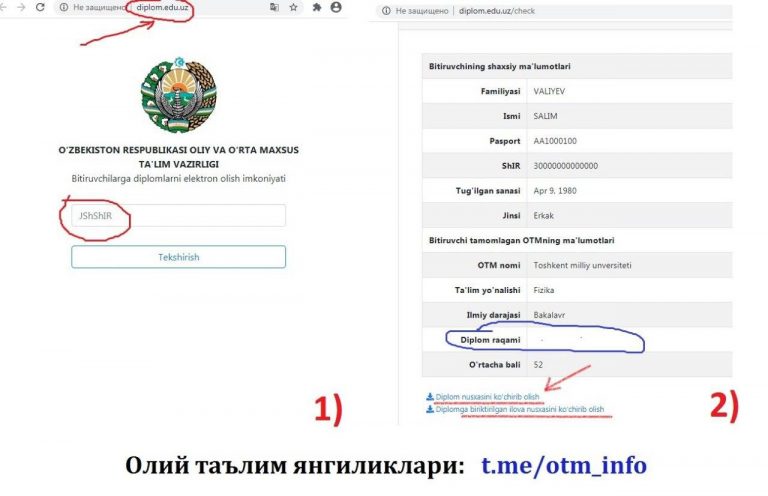 Не защищено diplom.edu.uz
O'ZBEKISTON RESPUBLIKASI OLIY VA O'RTA MAXSUS
TA'LIM VAZIRLIGI
Bitiruvchilarga diplomlarni elektron olish imkoniyati
JShShIR
Tekshirish
1)
Не защищено diplom.edu.uz/check
Bitiruvchining shaxsiy ma'lumotlari
Familiyasi VALIYEV
Ismi SALIM
Pasport AA1000100
ShIR 30000000000000
Tug'ilgan sanasi Apr 9, 1980
Jinsi Erkak
Bitiruvchi tamomlagan OTMning ma'lumotlari
OTM nomi Toshkent milliy unversiteti
Ta'lim yo'nalishi Fizika
Ilmiy darajasi Bakalavr
Diplom raqami
O'rtacha bali 52
Diplom nusxasini ko'chirib olish
Diplomga biriktirilgan ilova nusxasini ko'chirib olish
2)
Олий таълим янгиликлари: t.me/otm_info